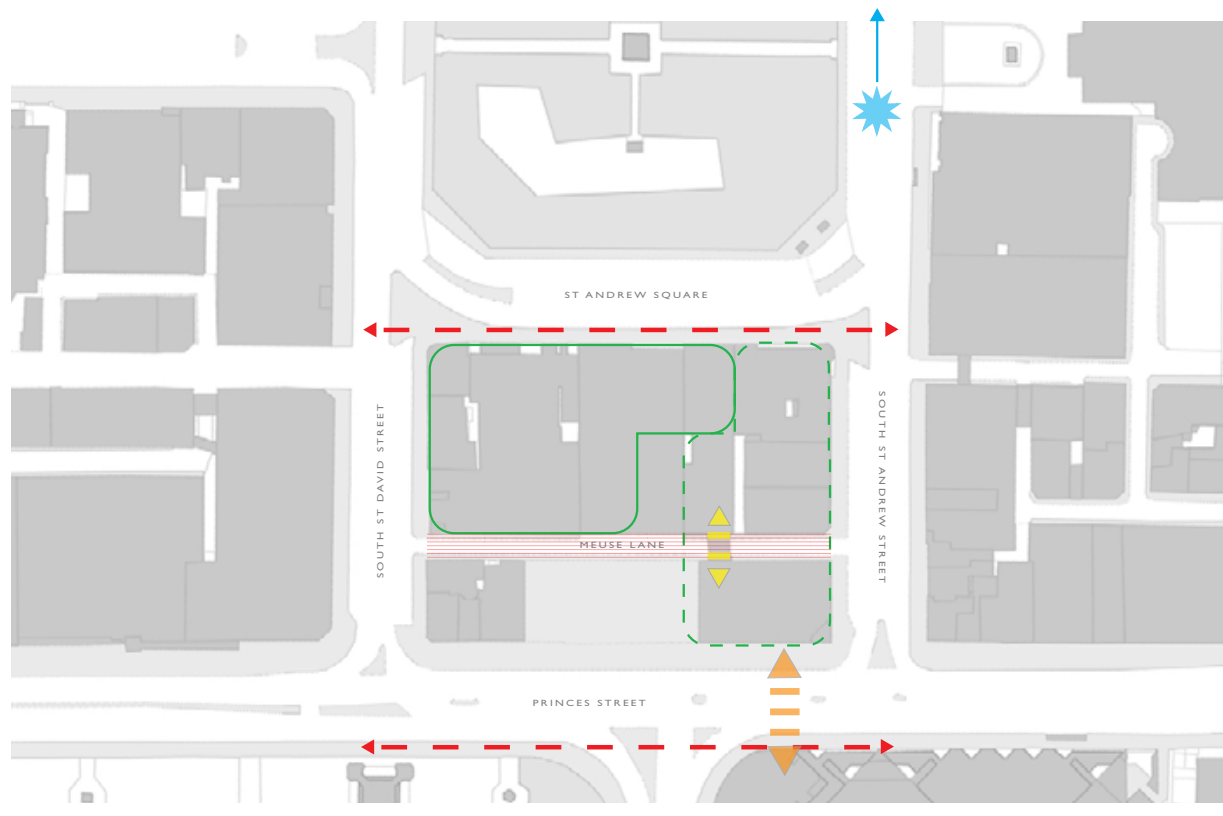 ST ANDREW SQUARE
SOUTH ST DAVID STREET
SOUTH ST ANDREW STREET
MEUSE LANE
PRINCES STREET